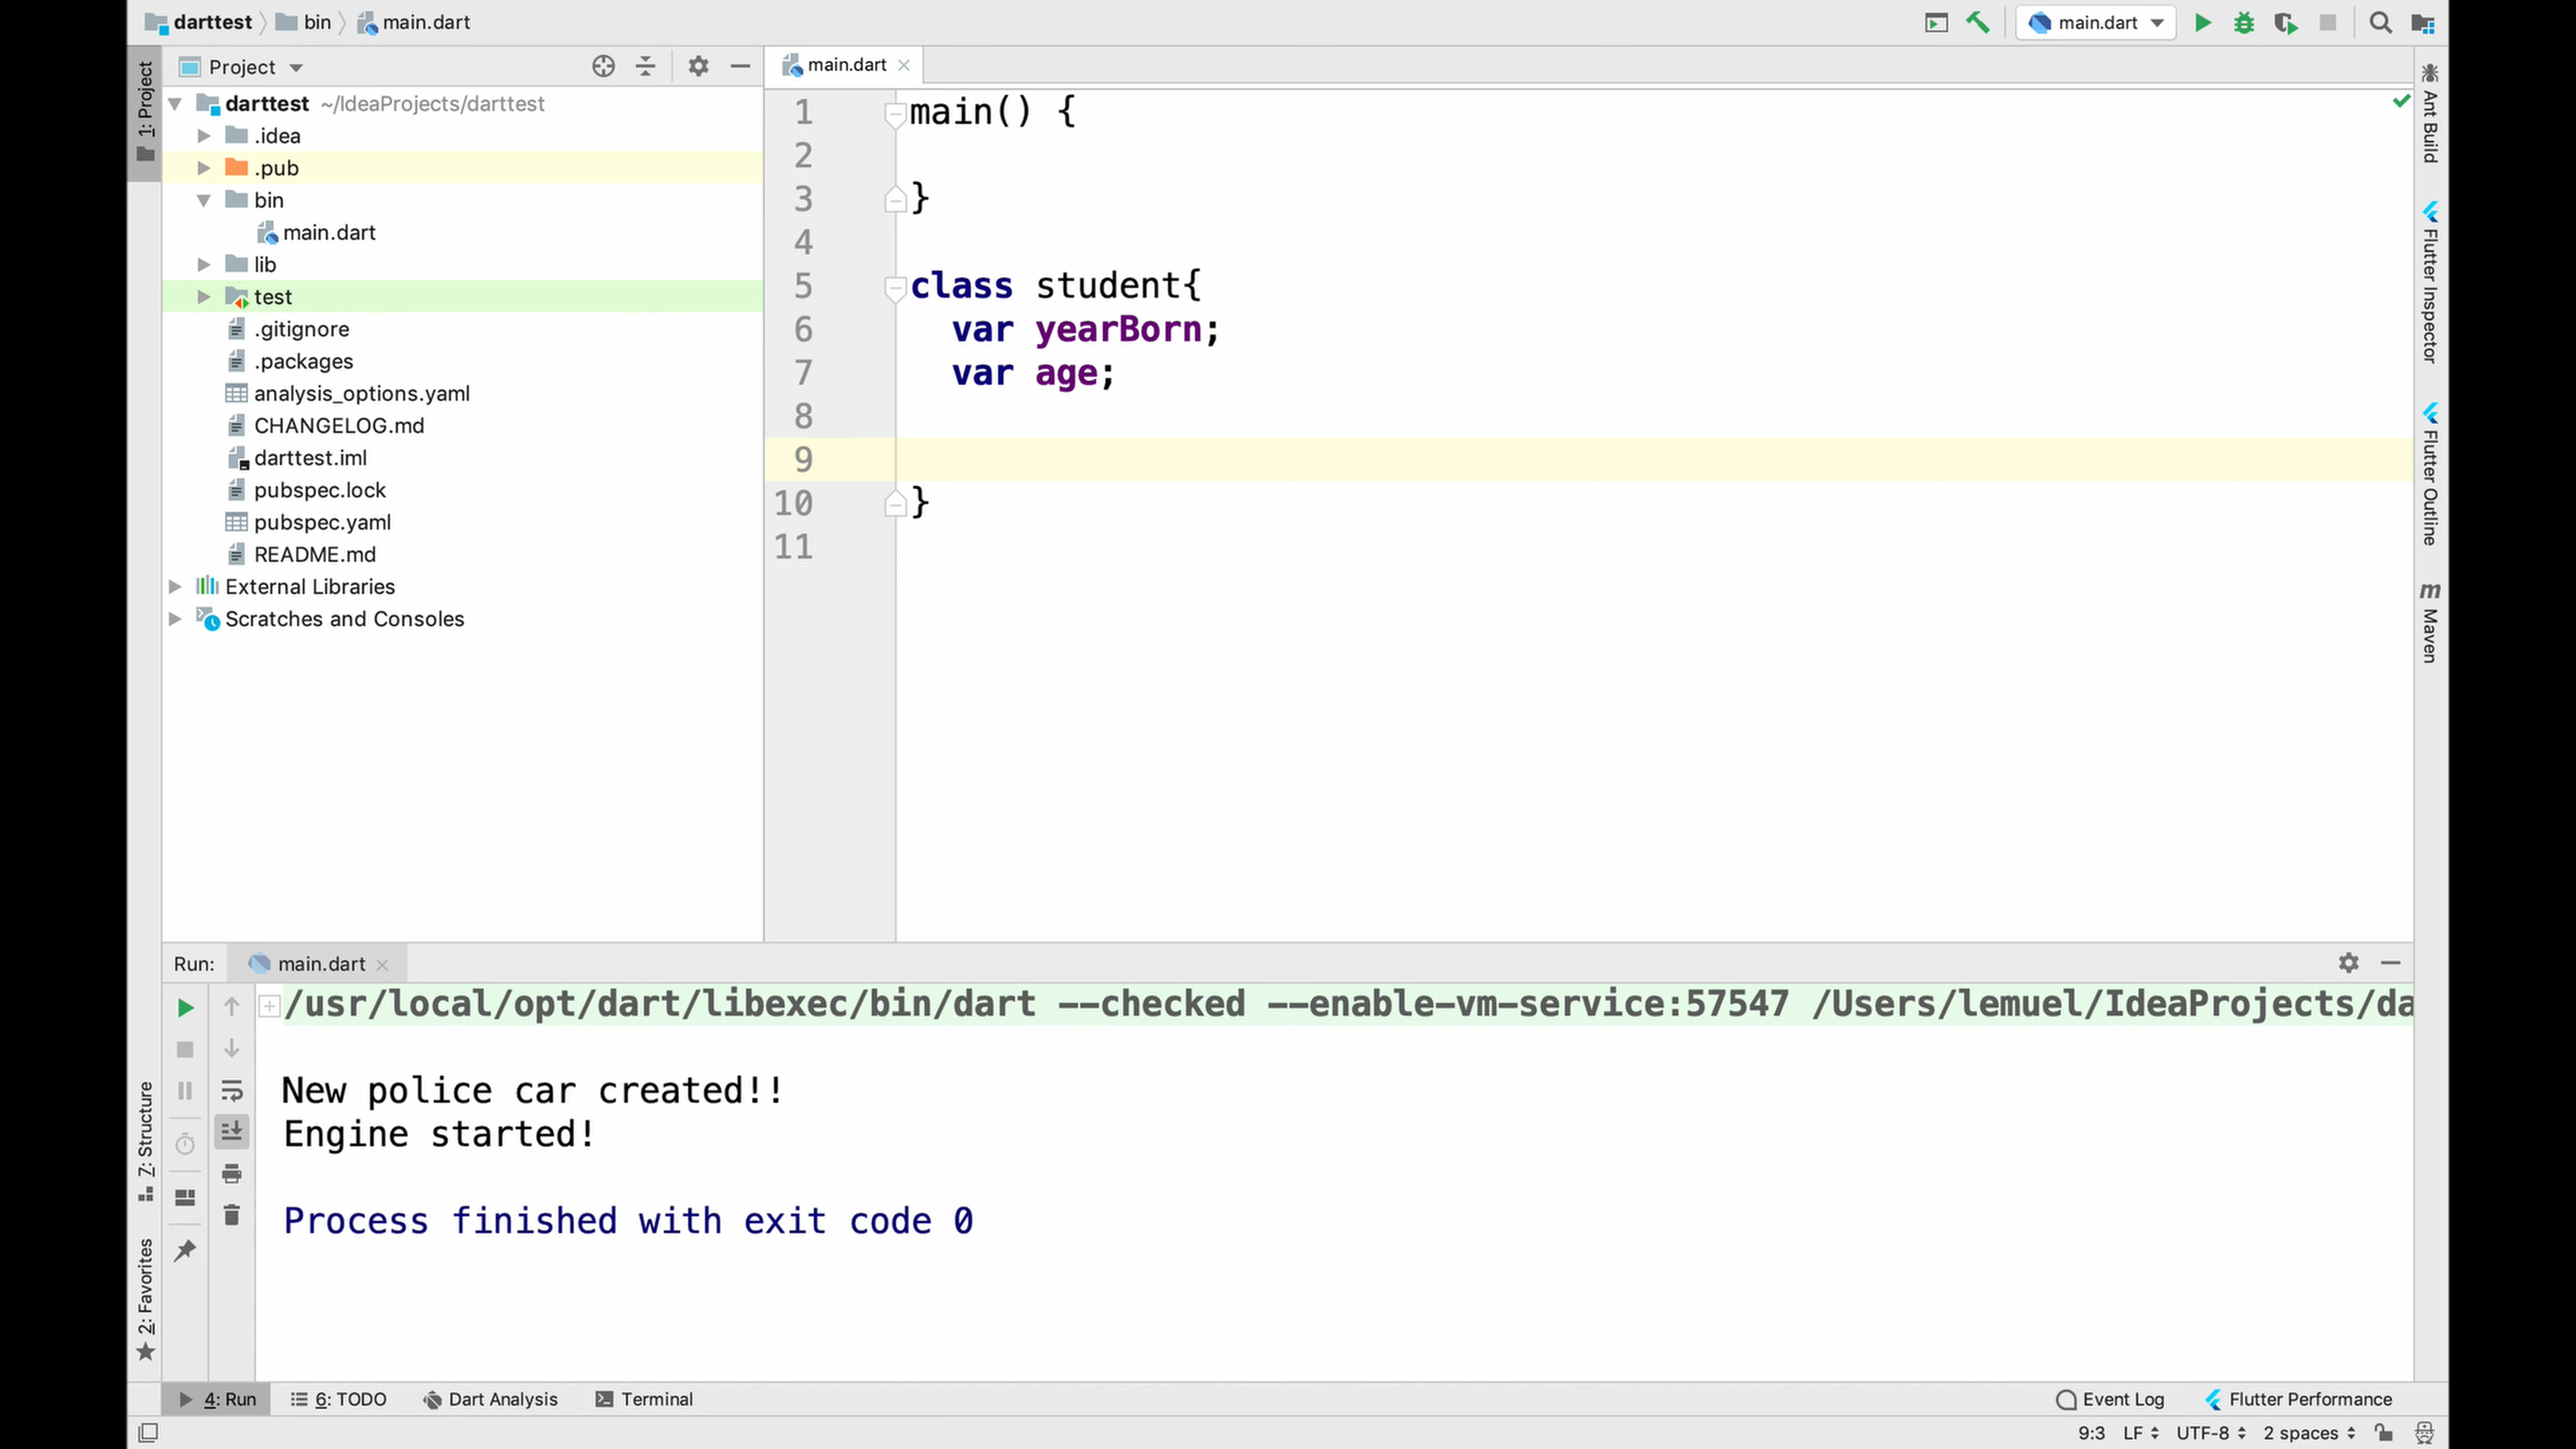 darttest bin main.dart
main.dart
1: Project
Project
main.dart
darttest ~/IdeaProjects/darttest
.idea
.pub
bin
main.dart
lib
test
.gitignore
.packages
analysis_options.yaml
CHANGELOG.md
darttest.iml
pubspec.lock
pubspec.yaml
README.md
External Libraries
Scratches and Consoles
1 main() {
2
3 }
4
5 class student{
6 var yearBorn;
7 var age;
8
9
10 }
11
Ant Build
Flutter Inspector
Flutter Outline
m Maven
Run: main.dart
/usr/local/opt/dart/libexec/bin/dart --checked --enable-vm-service:57547 /Users/lemuel/IdeaProjects/da
New police car created!!
Engine started!
Process finished with exit code 0
7: Structure
2: Favorites
4: Run 6: TODO Dart Analysis Terminal
Event Log Flutter Performance
9:3 LF UTF-8 2 spaces